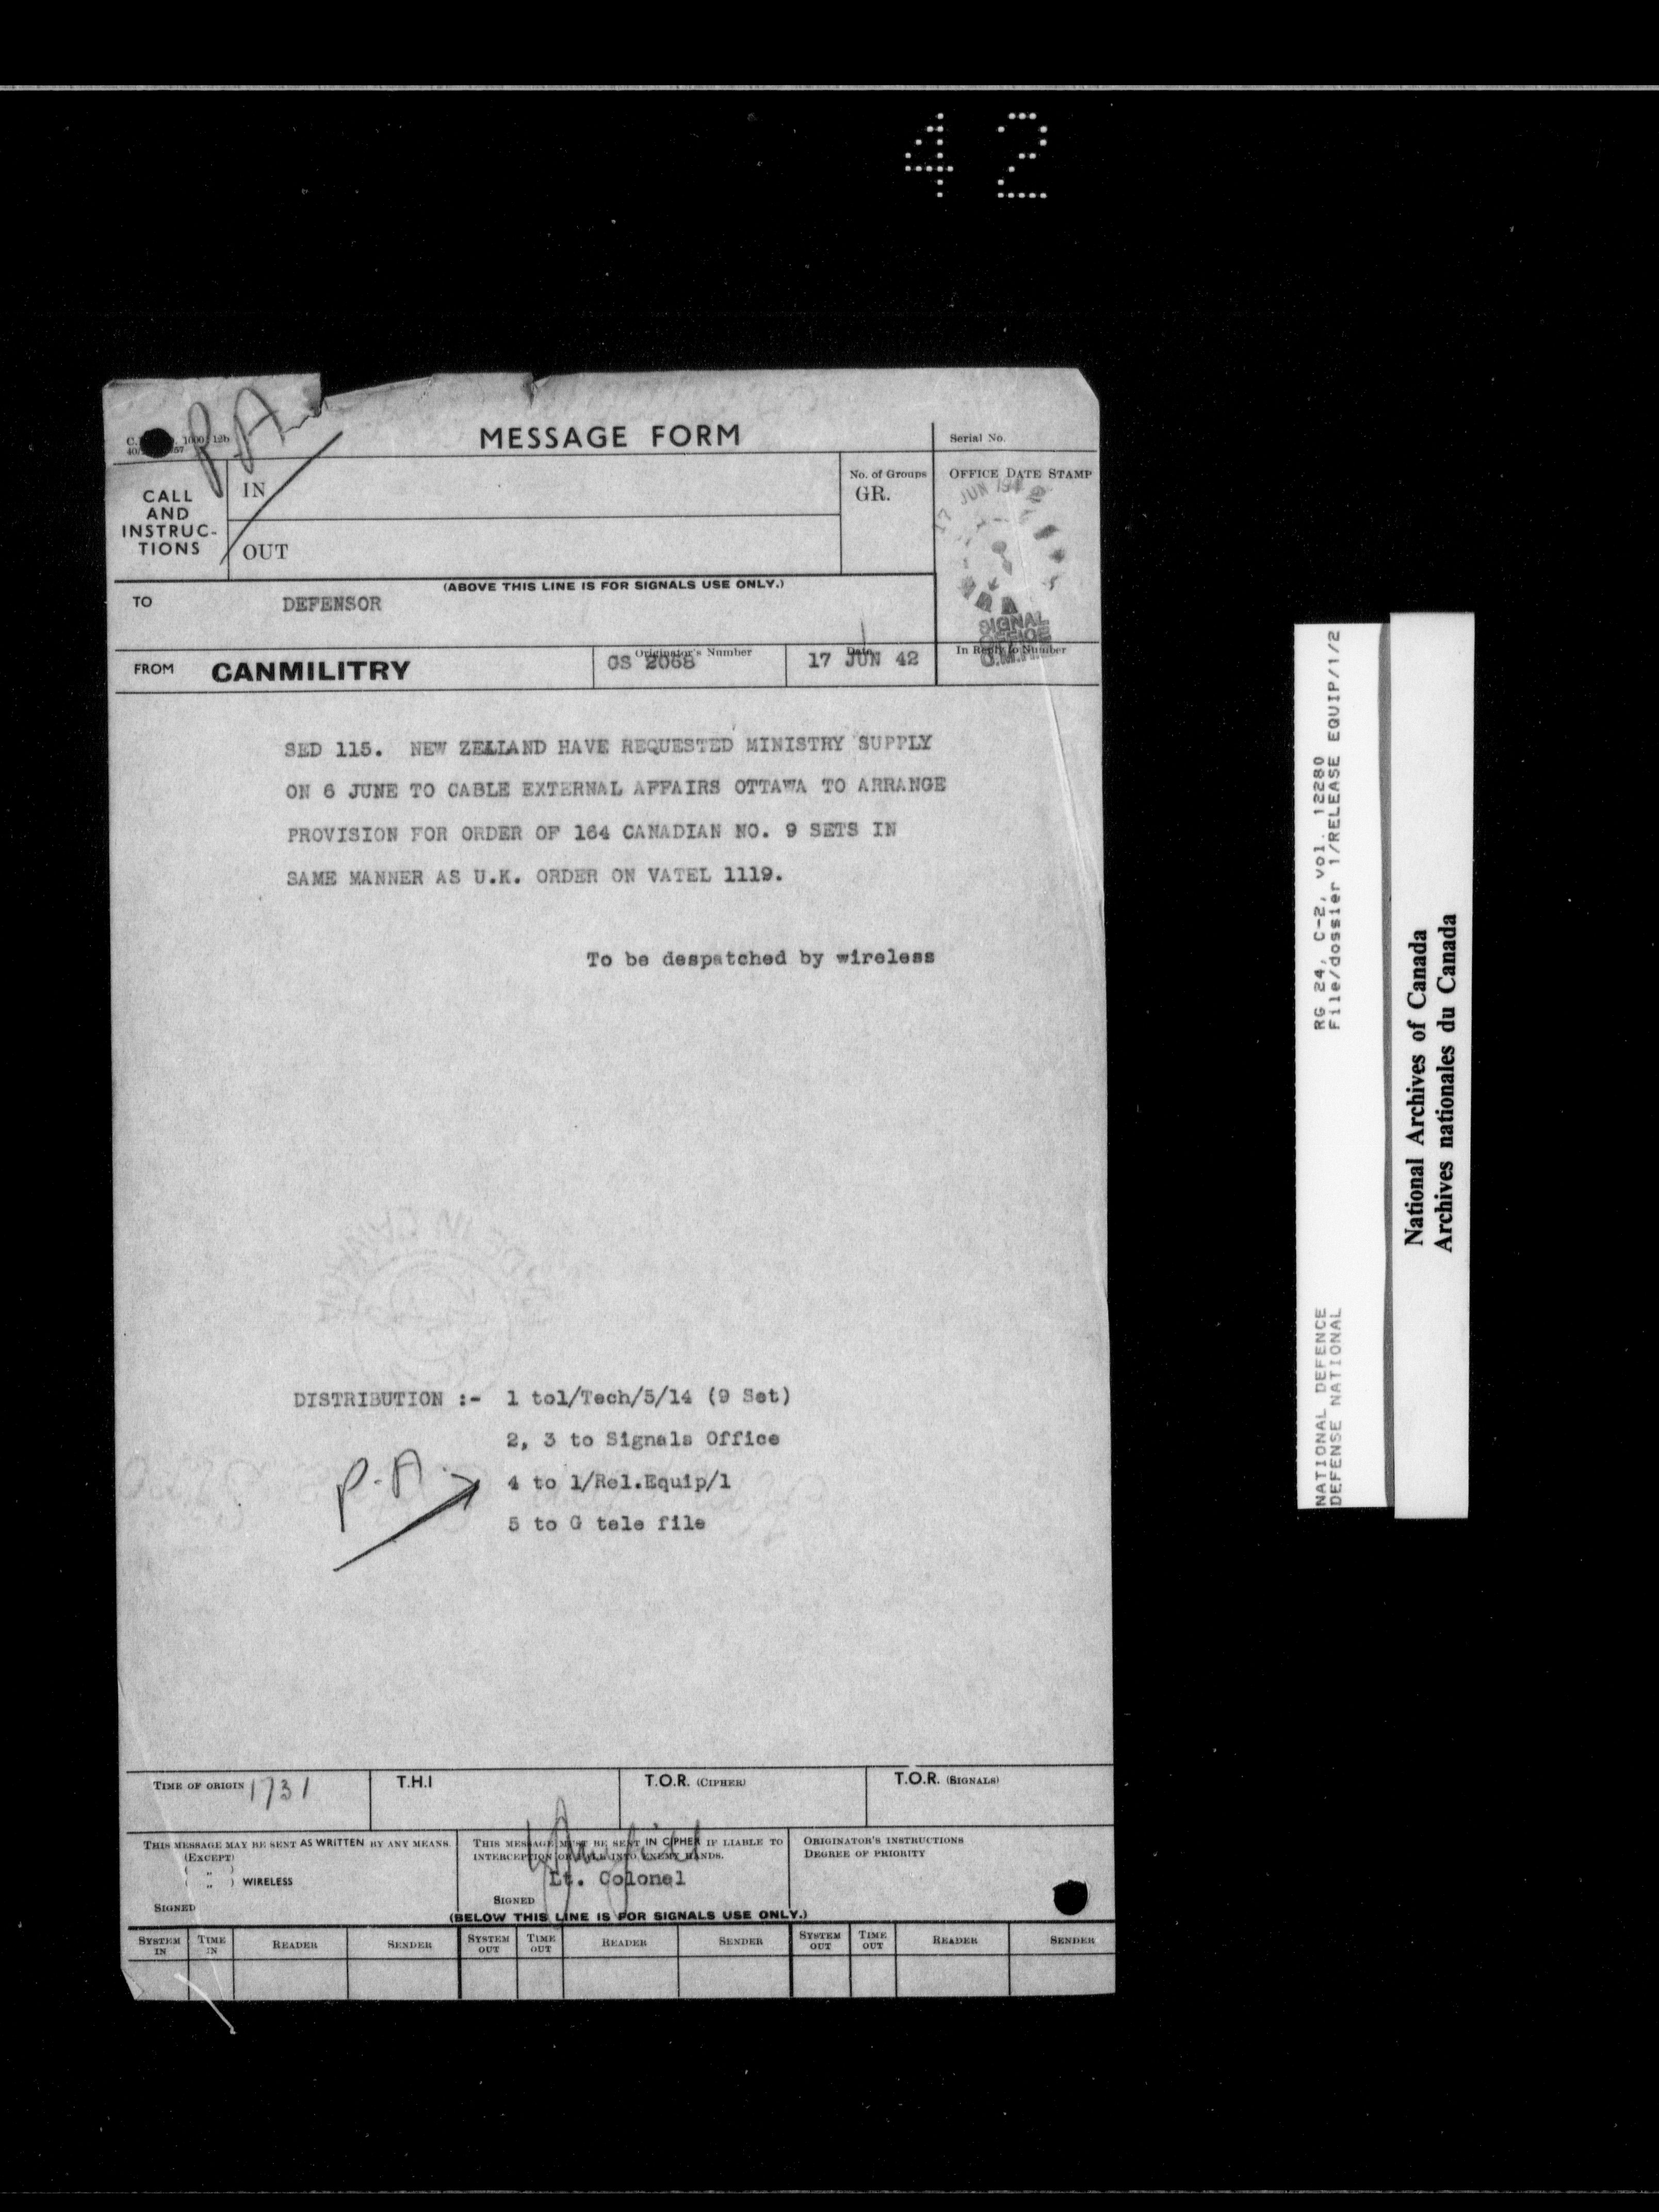 42
P.A.
MESSAGE FORM
Serial No.
CALL
AND
INSTRUC-
TIONS
IN
OUT
No. of Groups
GR.
OFFICE DATE STAMP
17 JUN 1942
SIGNAL
OFFICE
(ABOVE THIS LINE IS FOR SIGNALS USE ONLY.)
TO DEFENSOR
FROM CANMILITRY
Originator's Number
GS 2068
Date
17 JUN 42
In Reply to Number
SED 115. NEW ZELLAND HAVE REQUESTED MINISTRY SUPPLY
ON 6 JUNE TO CABLE EXTERNAL AFFAIRS OTTAWA TO ARRANGE
PROVISION FOR ORDER OF 164 CANADIAN NO. 9 SETS IN
SAME MANNER AS U.K. ORDER ON VATEL 1119.
To be despatched by wireless
DISTRIBUTION :- 1 to1/Tech/5/14 (9 Set)
2, 3 to Signals Office
P.A. 4 to 1/Rel.Equip/1
5 to G tele file
TIME OF ORIGIN 1731
T.H.I
T.O.R. (CIPHER)
T.O.R. (SIGNALS)
THIS MESSAGE MAY BE SENT AS WRITTEN BY ANY MEANS
(EXCEPT)
( „ )
( „ ) WIRELESS
SIGNED
THIS MESSAGE MUST BE SENT IN CIPHER IF LIABLE TO
INTERCEPTION OR FALL INTO ENEMY HANDS.
Lt. Colonel
SIGNED
ORIGINATOR'S INSTRUCTIONS
DEGREE OF PRIORITY
(BELOW THIS LINE IS FOR SIGNALS USE ONLY.)
SYSTEM IN TIME IN READER SENDER SYSTEM OUT TIME OUT READER SENDER SYSTEM OUT TIME OUT READER SENDER
NATIONAL DEFENCE RG 24, C-2, vol. 12280
DEFENSE NATIONAL File/dossier 1/RELEASE EQUIP/1/2
National Archives of Canada
Archives nationales du Canada